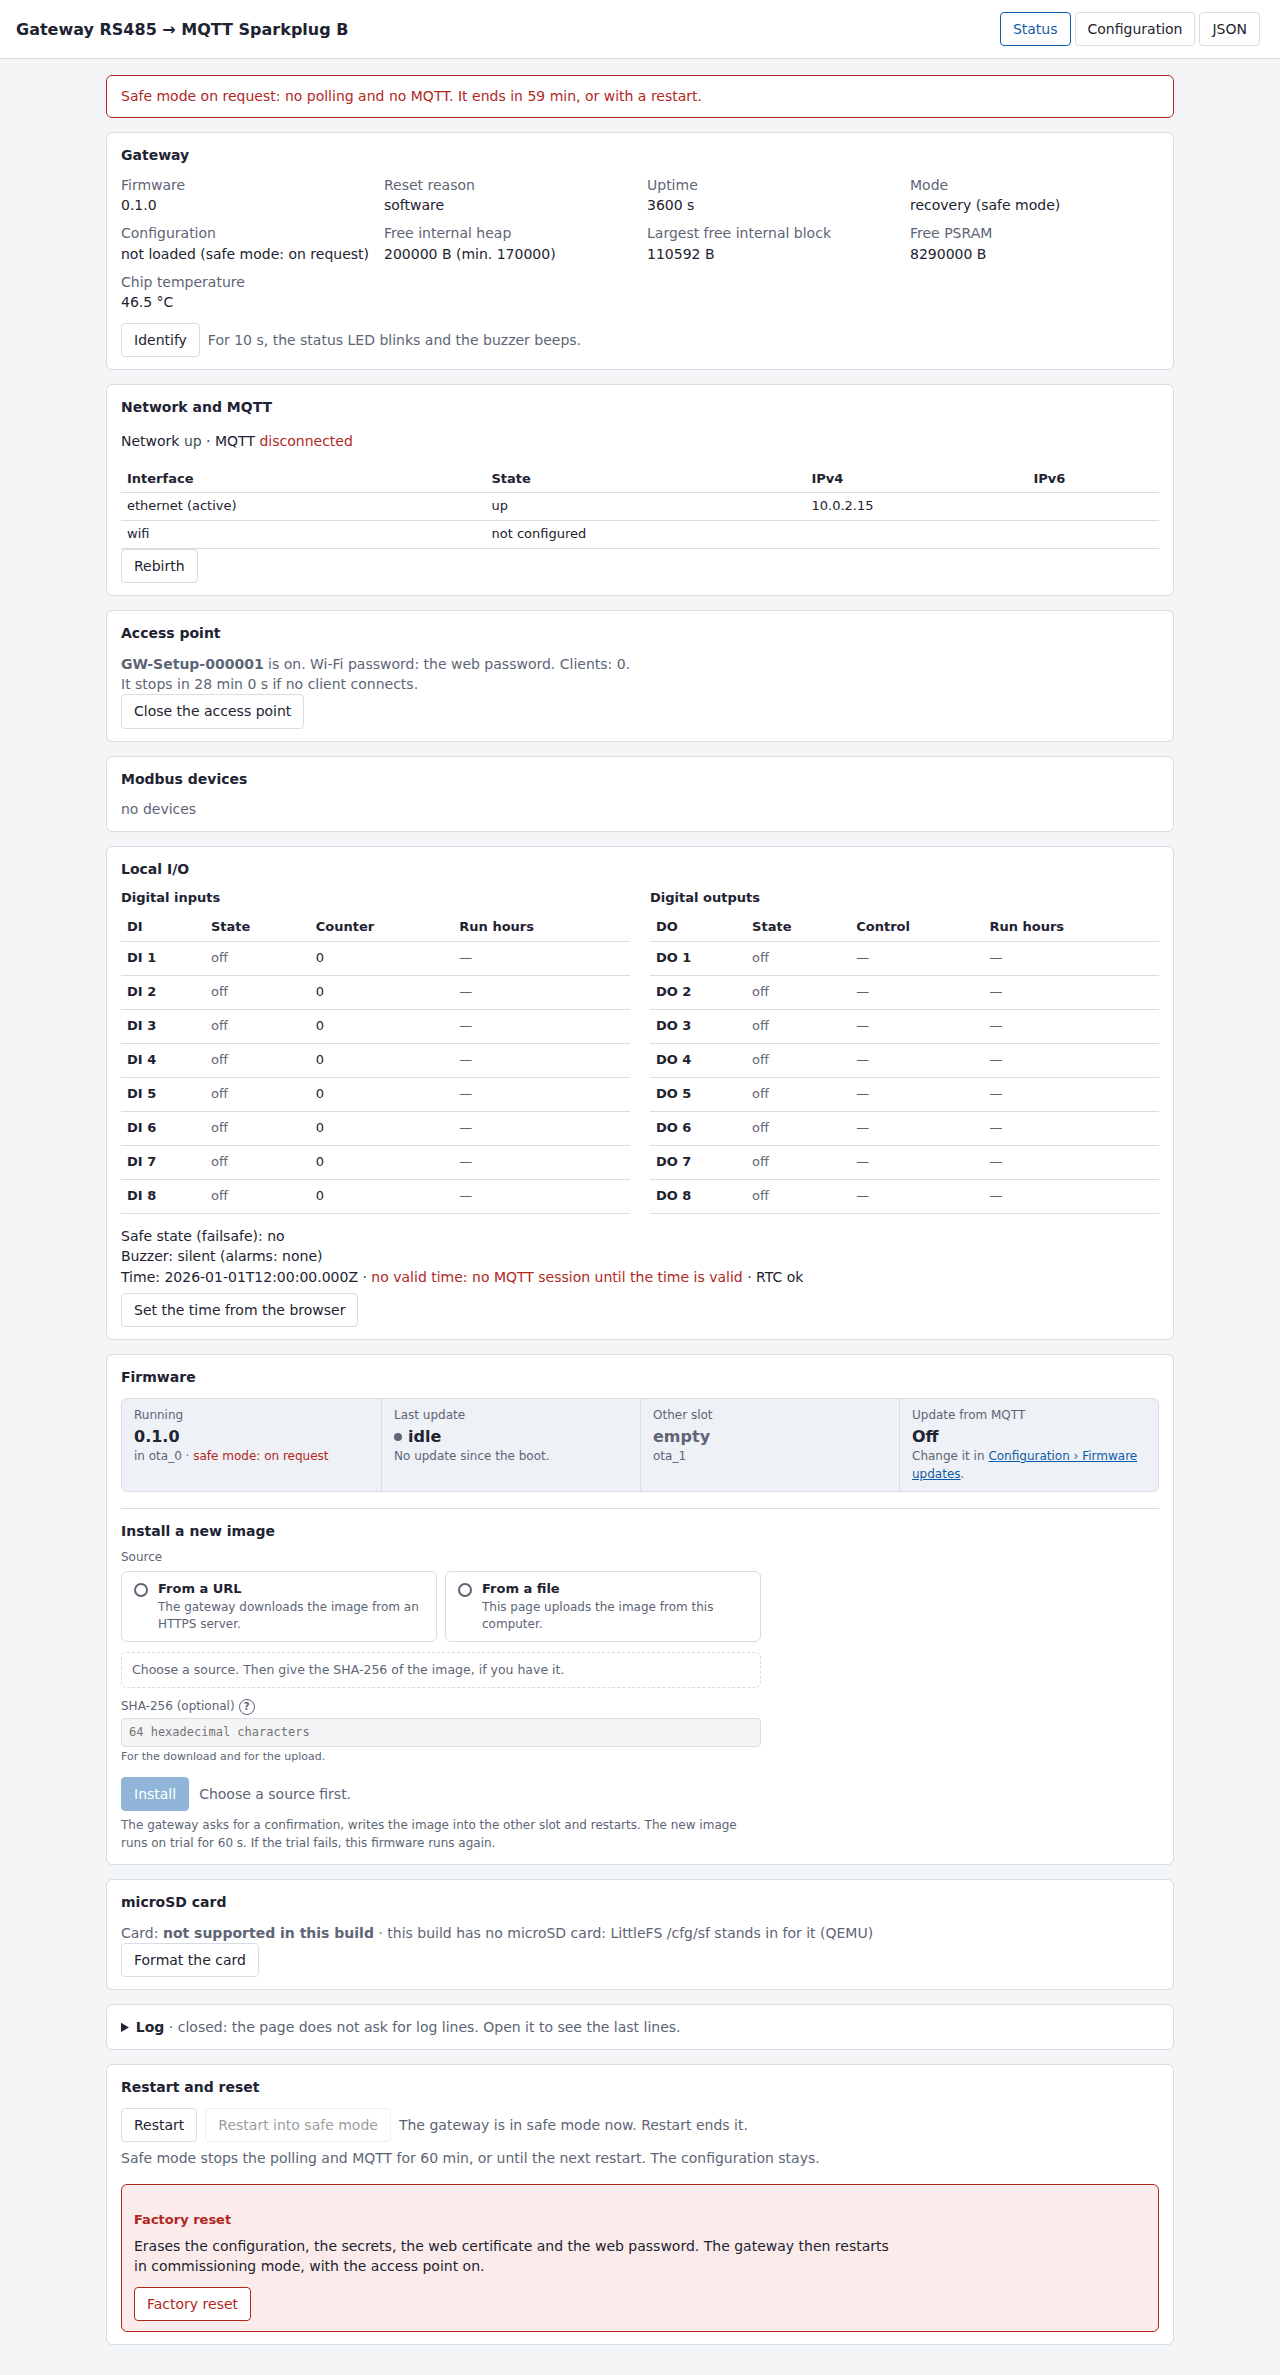 Gateway RS485 → MQTT Sparkplug B
Status Configuration JSON
Safe mode on request: no polling and no MQTT. It ends in 59 min, or with a restart.
Gateway
Firmware Reset reason Uptime Mode
0.1.0 software 3600 s recovery (safe mode)
Configuration Free internal heap Largest free internal block Free PSRAM
not loaded (safe mode: on request) 200000 B (min. 170000) 110592 B 8290000 B
Chip temperature
46.5 °C
Identify For 10 s, the status LED blinks and the buzzer beeps.
Network and MQTT
Network up · MQTT disconnected
Interface State IPv4 IPv6
ethernet (active) up 10.0.2.15
wifi not configured
Rebirth
Access point
GW-Setup-000001 is on. Wi-Fi password: the web password. Clients: 0.
It stops in 28 min 0 s if no client connects.
Close the access point
Modbus devices
no devices
Local I/O
Digital inputs Digital outputs
DI State Counter Run hours DO State Control Run hours
DI 1 off 0 — DO 1 off — —
DI 2 off 0 — DO 2 off — —
DI 3 off 0 — DO 3 off — —
DI 4 off 0 — DO 4 off — —
DI 5 off 0 — DO 5 off — —
DI 6 off 0 — DO 6 off — —
DI 7 off 0 — DO 7 off — —
DI 8 off 0 — DO 8 off — —
Safe state (failsafe): no
Buzzer: silent (alarms: none)
Time: 2026-01-01T12:00:00.000Z · no valid time: no MQTT session until the time is valid · RTC ok
Set the time from the browser
Firmware
Running Last update Other slot Update from MQTT
0.1.0 idle empty Off
in ota_0 · safe mode: on request No update since the boot. ota_1 Change it in Configuration › Firmware
updates.
Install a new image
Source
From a URL From a file
The gateway downloads the image from an This page uploads the image from this
HTTPS server. computer.
Choose a source. Then give the SHA-256 of the image, if you have it.
SHA-256 (optional) ?
64 hexadecimal characters
For the download and for the upload.
Install Choose a source first.
The gateway asks for a confirmation, writes the image into the other slot and restarts. The new image
runs on trial for 60 s. If the trial fails, this firmware runs again.
microSD card
Card: not supported in this build · this build has no microSD card: LittleFS /cfg/sf stands in for it (QEMU)
Format the card
Log · closed: the page does not ask for log lines. Open it to see the last lines.
Restart and reset
Restart Restart into safe mode The gateway is in safe mode now. Restart ends it.
Safe mode stops the polling and MQTT for 60 min, or until the next restart. The configuration stays.
Factory reset
Erases the configuration, the secrets, the web certificate and the web password. The gateway then restarts
in commissioning mode, with the access point on.
Factory reset